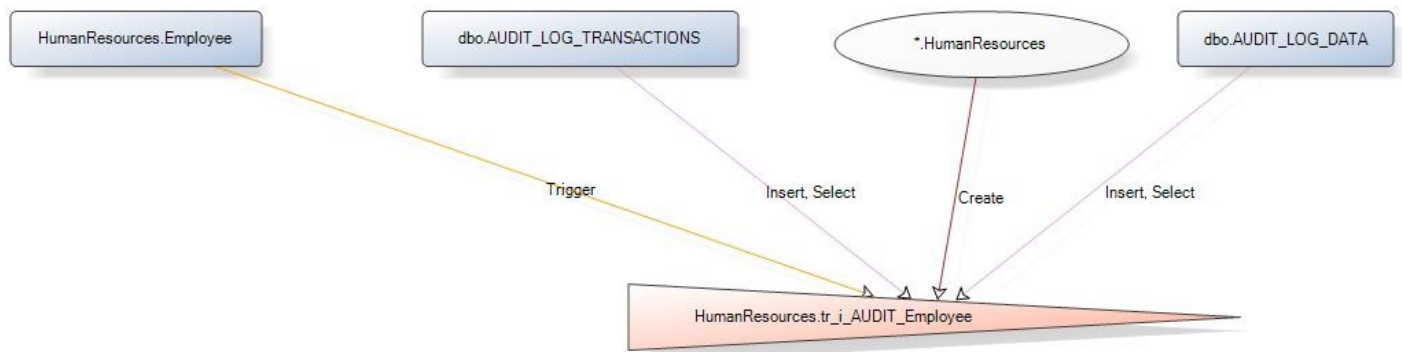 HumanResources.Employee
dbo.AUDIT_LOG_TRANSACTIONS
*.HumanResources
dbo.AUDIT_LOG_DATA
Trigger
Insert, Select
Create
Insert, Select
HumanResources.tr_i_AUDIT_Employee